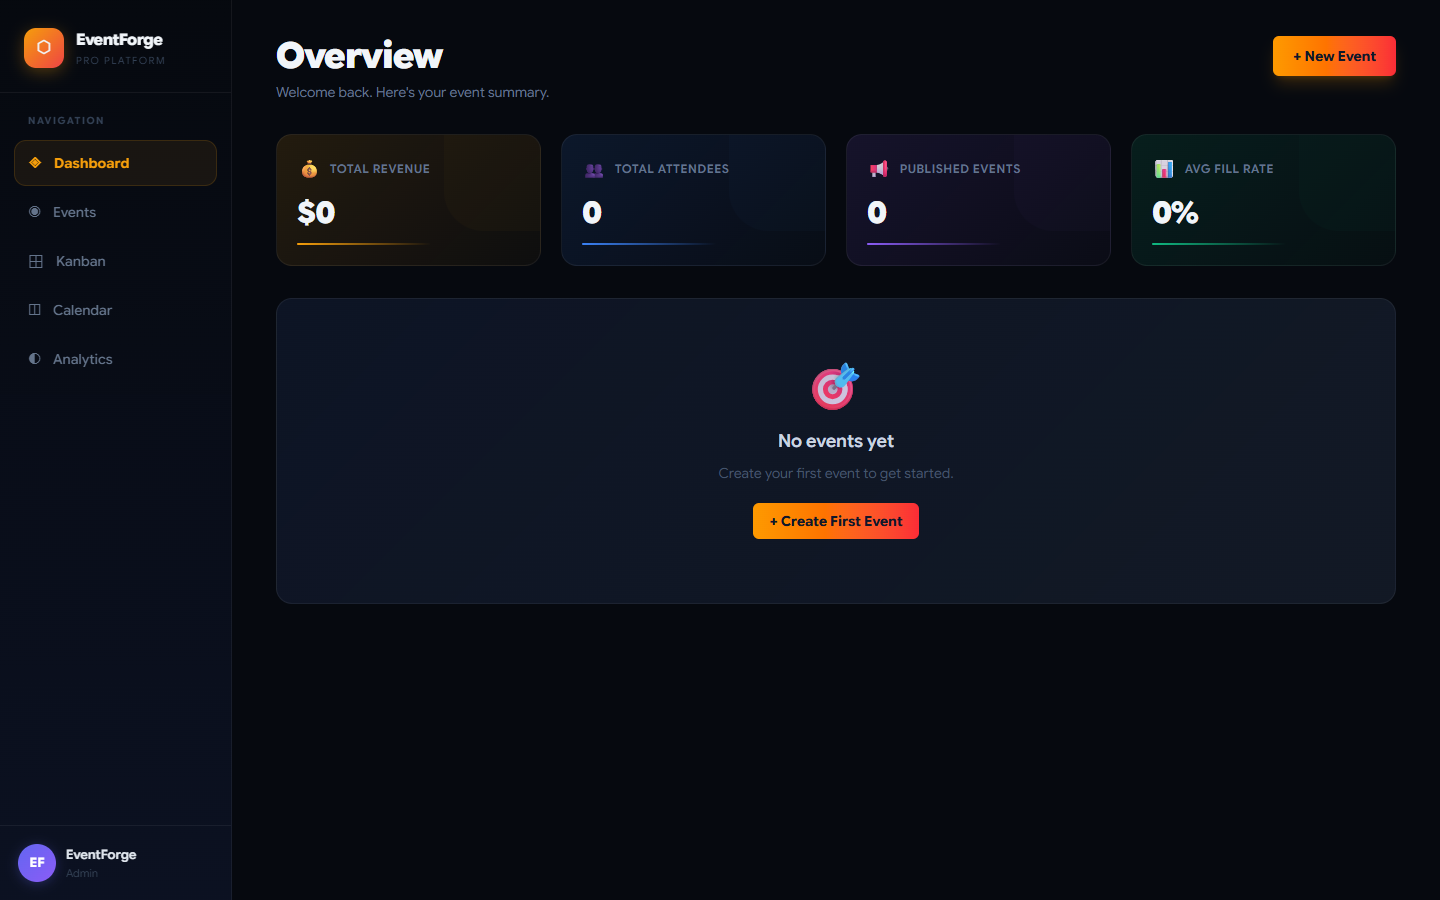 EventForge
PRO PLATFORM
NAVIGATION
Dashboard
Events
Kanban
Calendar
Analytics
EF
EventForge
Admin
Overview
Welcome back. Here's your event summary.
+ New Event
TOTAL REVENUE
$0
TOTAL ATTENDEES
0
PUBLISHED EVENTS
0
AVG FILL RATE
0%
No events yet
Create your first event to get started.
+ Create First Event